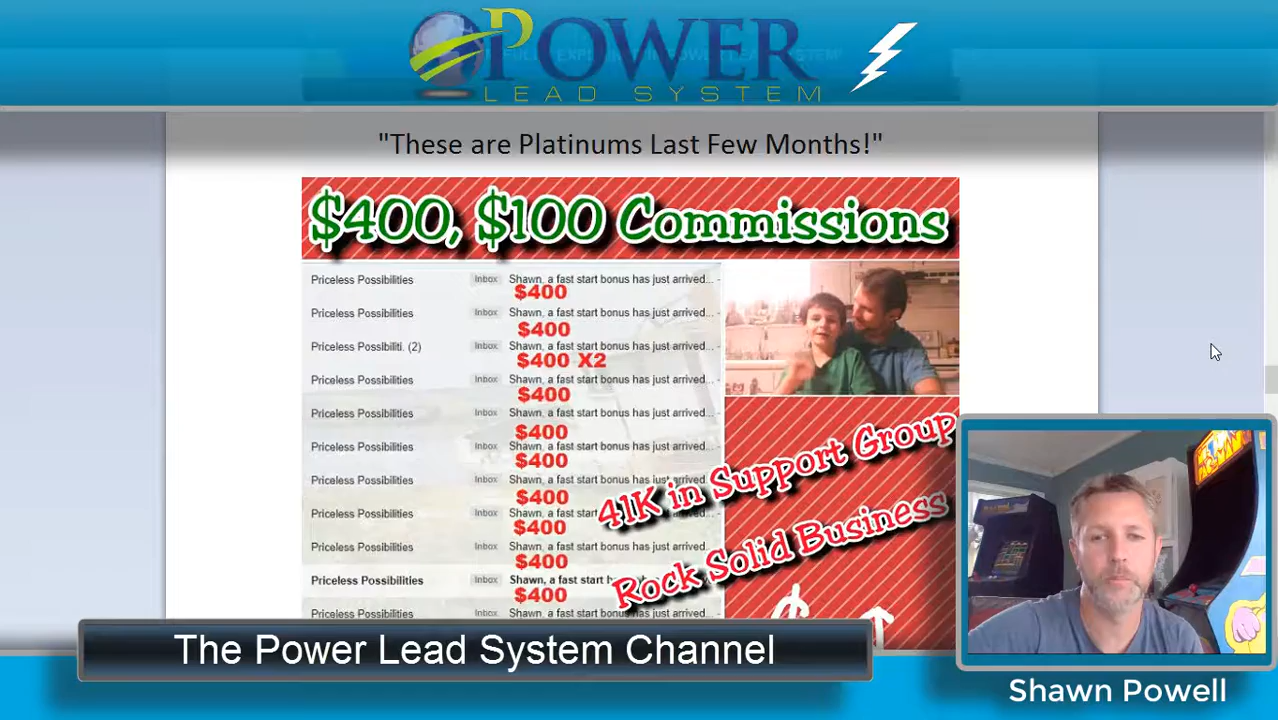 POWER
LEAD SYSTEM
"These are Platinums Last Few Months!"
$400, $100 Commissions
Priceless Possibilities Inbox Shawn, a fast start bonus has just arrived... -
$400
Priceless Possibilities Inbox Shawn, a fast start bonus has just arrived... -
$400
Priceless Possibiliti. (2) Inbox Shawn, a fast start bonus has just arrived... -
$400 X2
Priceless Possibilities Inbox Shawn, a fast start bonus has just arrived... -
$400
Priceless Possibilities Inbox Shawn, a fast start bonus has just arrived... -
$400
Priceless Possibilities Inbox Shawn, a fast start bonus has just arrived...
$400
Priceless Possibilities Inbox Shawn, a fast start bonus has just arrived...
$400
Priceless Possibilities Inbox Shawn, a fast start bonus has just arrived...
$400
Priceless Possibilities Inbox Shawn, a fast start bonus has just arrived...
$400
Priceless Possibilities Inbox Shawn, a fast start
$400
Priceless Possibilities Inbox Shawn, a fast start bonus has just arrived...
41K in Support Group
Rock Solid Business
The Power Lead System Channel
Shawn Powell